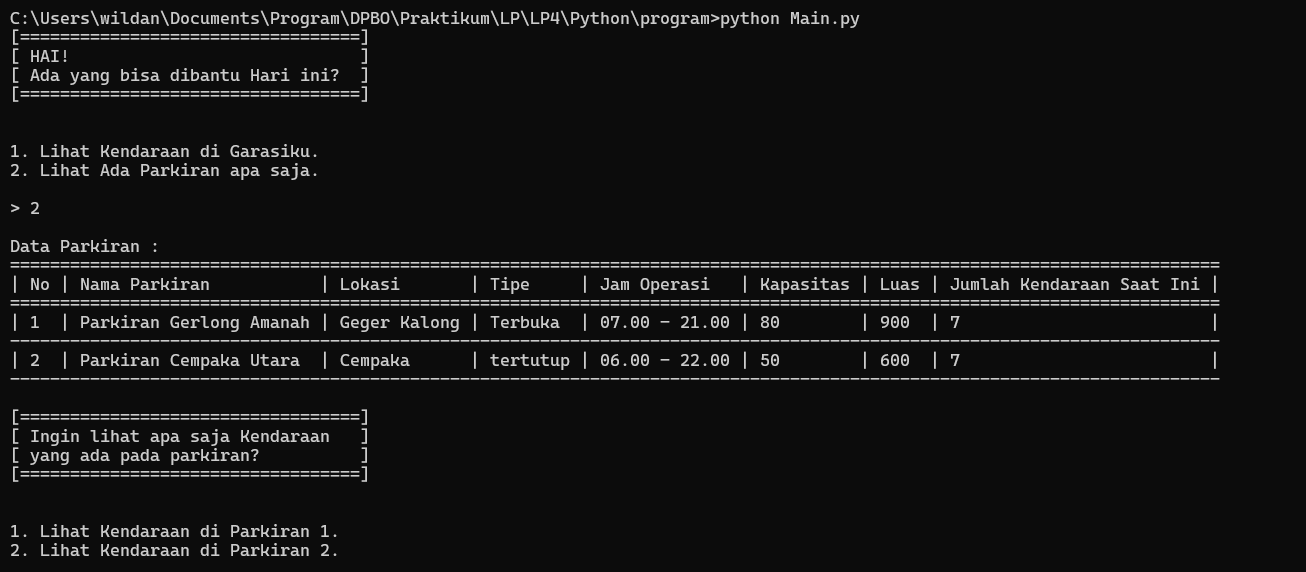 C:\Users\wildan\Documents\Program\DPBO\Praktikum\LP\LP4\Python\program>python Main.py
[==================================]
[ HAI!                             ]
[ Ada yang bisa dibantu Hari ini?  ]
[==================================]
1. Lihat Kendaraan di Garasiku.
2. Lihat Ada Parkiran apa saja.
> 2
Data Parkiran :
=========================================================================================================================
| No | Nama Parkiran           | Lokasi       | Tipe     | Jam Operasi   | Kapasitas | Luas | Jumlah Kendaraan Saat Ini |
=========================================================================================================================
| 1  | Parkiran Gerlong Amanah | Geger Kalong | Terbuka  | 07.00 - 21.00 | 80        | 900  | 7                         |
-------------------------------------------------------------------------------------------------------------------------
| 2  | Parkiran Cempaka Utara  | Cempaka      | tertutup | 06.00 - 22.00 | 50        | 600  | 7                         |
-------------------------------------------------------------------------------------------------------------------------
[==================================]
[ Ingin lihat apa saja Kendaraan   ]
[ yang ada pada parkiran?          ]
[==================================]
1. Lihat Kendaraan di Parkiran 1.
2. Lihat Kendaraan di Parkiran 2.